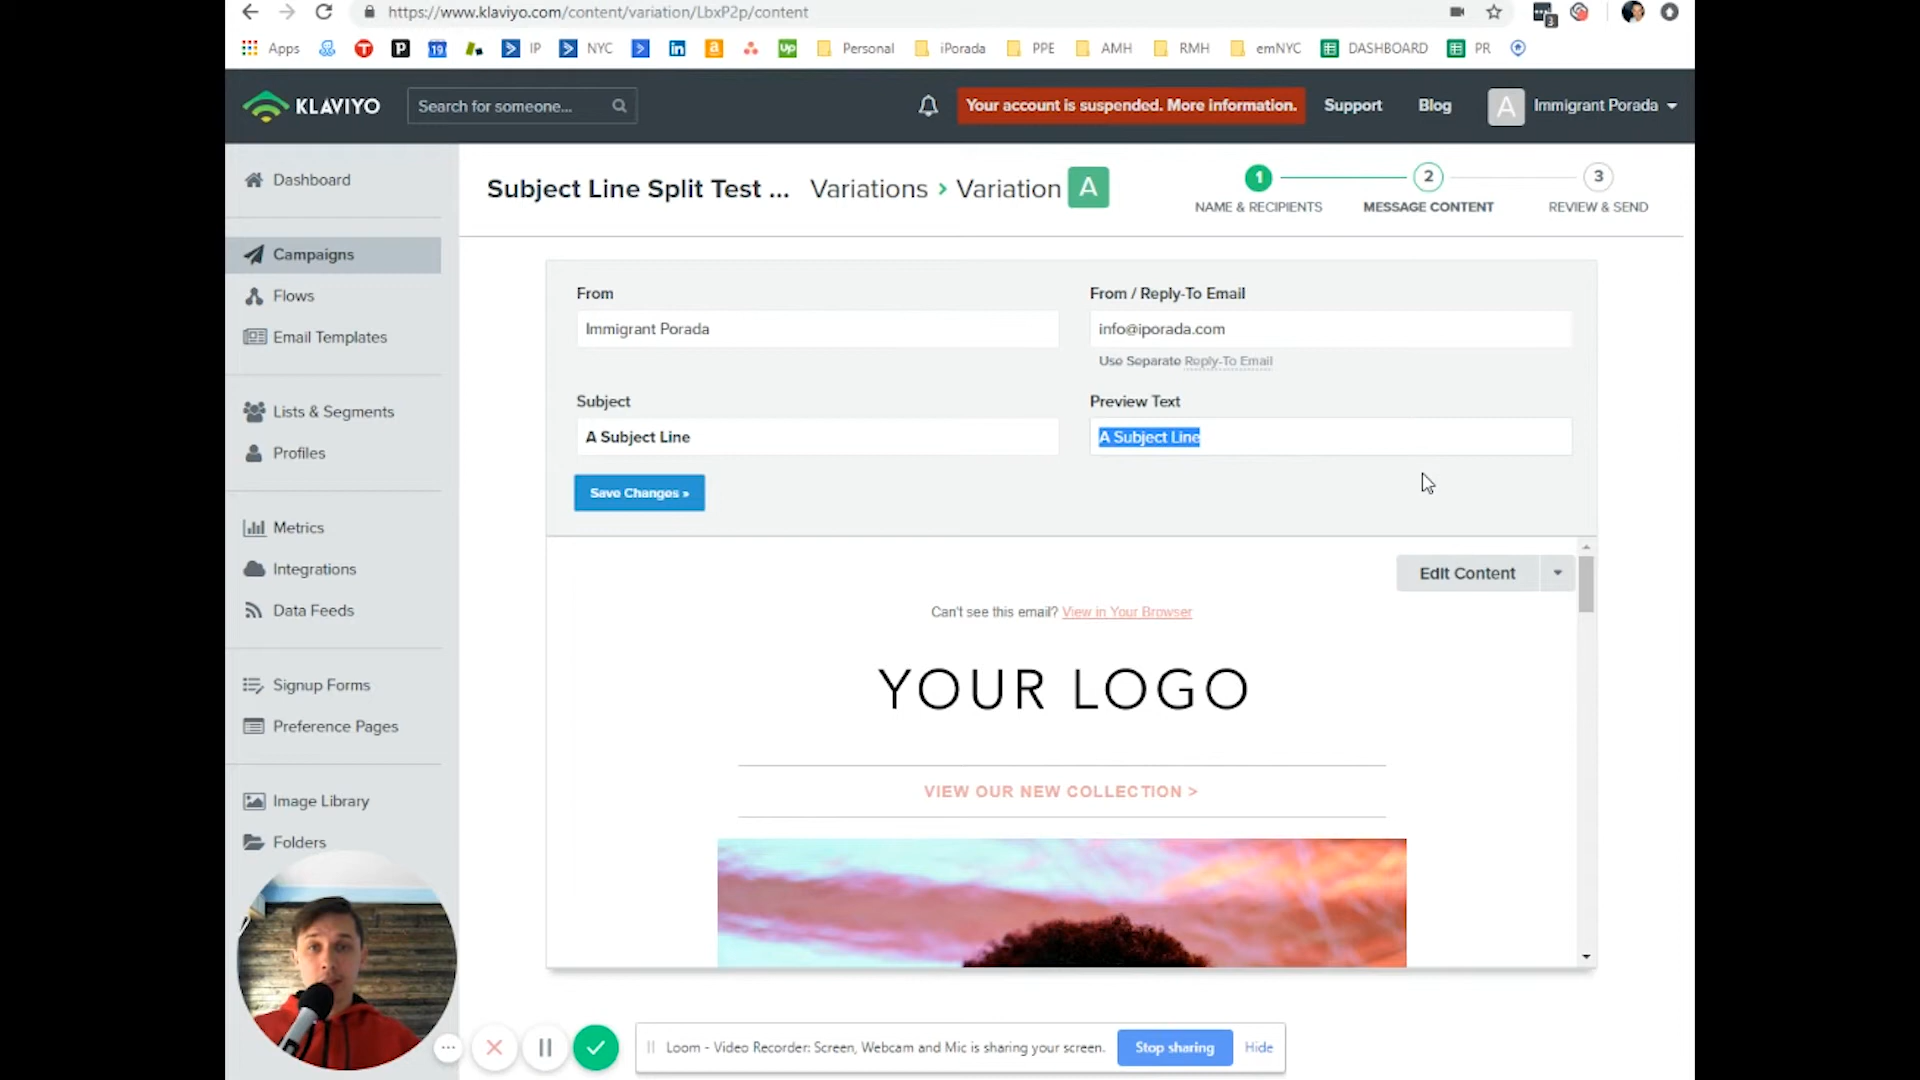 https://www.klaviyo.com/content/variation/LbxP2p/content
3
Apps
19
IP
NYC
in
a
up
Personal
iPorada
PPE
AMH
RMH
emNYC
DASHBOARD
PR
KLAVIYO
Search for someone...
Your account is suspended. More information.
Support
Blog
A
Immigrant Porada
Dashboard
Campaigns
Flows
Email Templates
Lists & Segments
Profiles
Metrics
Integrations
Data Feeds
Signup Forms
Preference Pages
Image Library
Folders
Subject Line Split Test ...
Variations > Variation A
1
2
3
NAME & RECIPIENTS
MESSAGE CONTENT
REVIEW & SEND
From
Immigrant Porada
From / Reply-To Email
info@iporada.com
Use Separate Reply-To Email
Subject
A Subject Line
Preview Text
A Subject Line
Save Changes »
Edit Content
Can't see this email? View in Your Browser
YOUR LOGO
VIEW OUR NEW COLLECTION >
Loom - Video Recorder: Screen, Webcam and Mic is sharing your screen.
Stop sharing
Hide